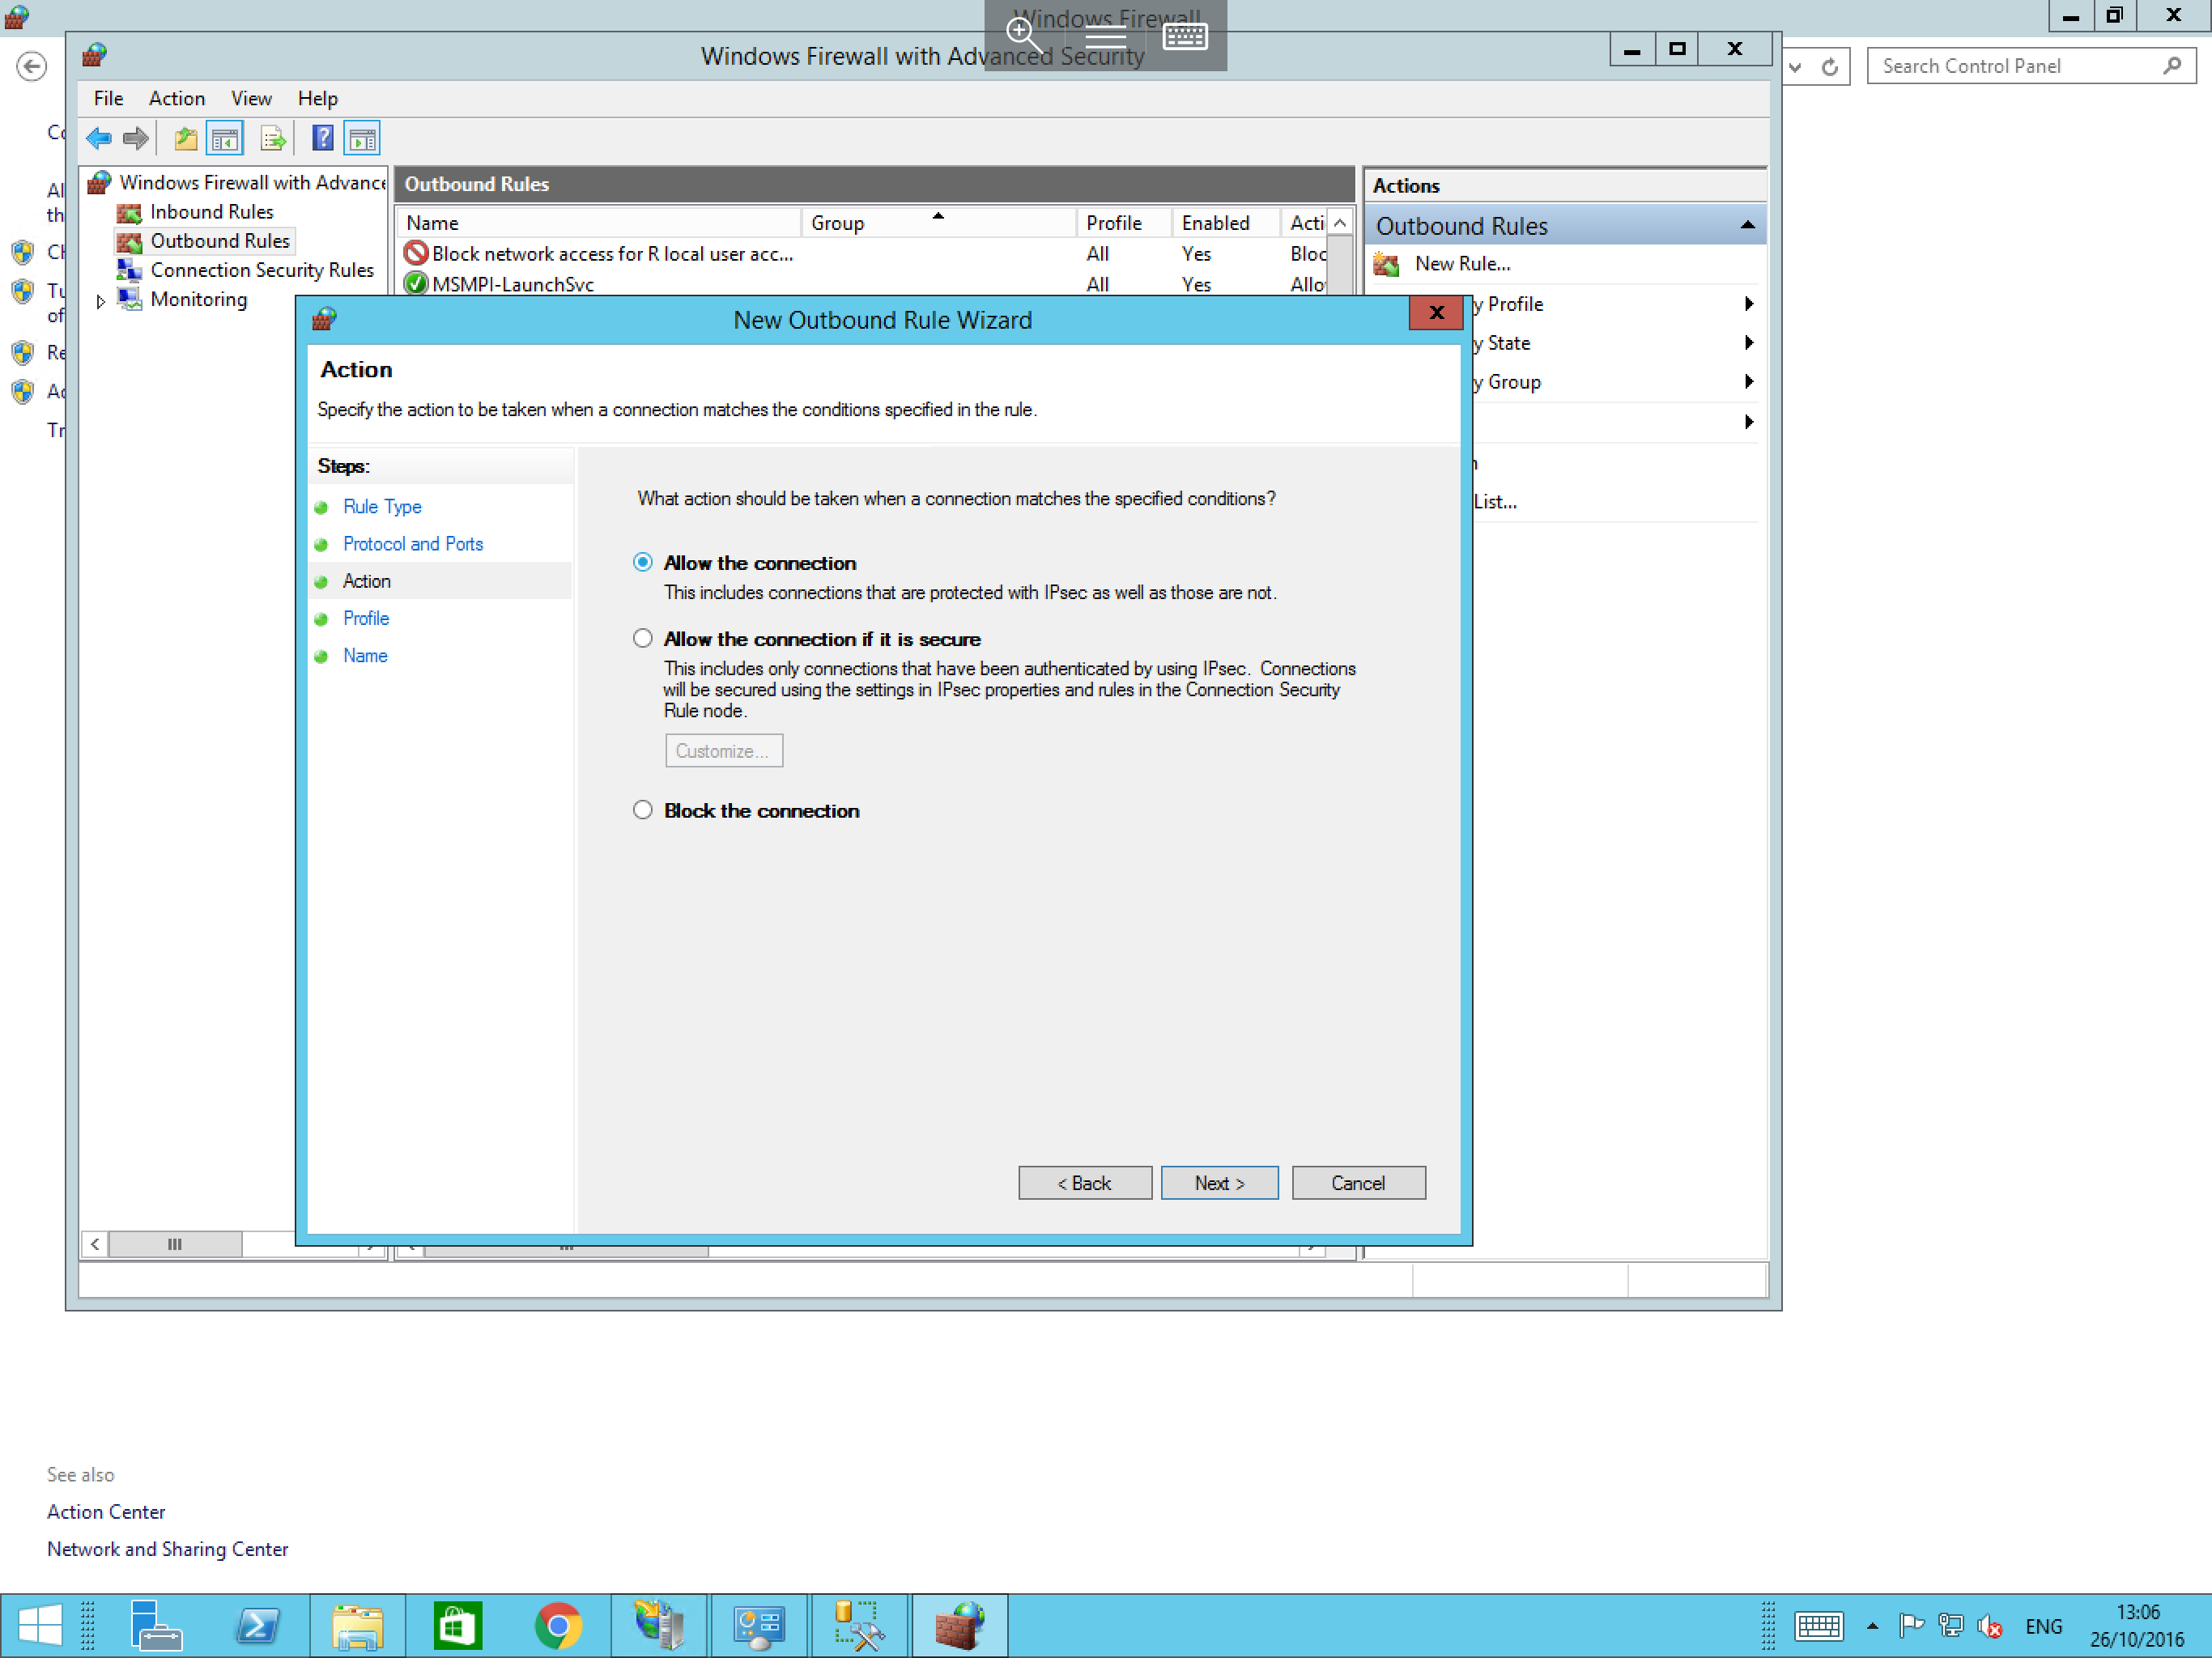 Windows Firewall
Windows Firewall with Advanced Security
Search Control Panel
File Action View Help
Windows Firewall with Advance
Inbound Rules
Outbound Rules
Connection Security Rules
Monitoring
Outbound Rules
Name Group Profile Enabled Acti
Block network access for R local user acc... All Yes Bloc
MSMPI-LaunchSvc All Yes Allo
Actions
Outbound Rules
New Rule...
y Profile
y State
y Group
List...
New Outbound Rule Wizard
Action
Specify the action to be taken when a connection matches the conditions specified in the rule.
Steps:
Rule Type
Protocol and Ports
Action
Profile
Name
What action should be taken when a connection matches the specified conditions?
Allow the connection
This includes connections that are protected with IPsec as well as those are not.
Allow the connection if it is secure
This includes only connections that have been authenticated by using IPsec. Connections
will be secured using the settings in IPsec properties and rules in the Connection Security
Rule node.
Customize...
Block the connection
< Back Next > Cancel
See also
Action Center
Network and Sharing Center
ENG
13:06
26/10/2016